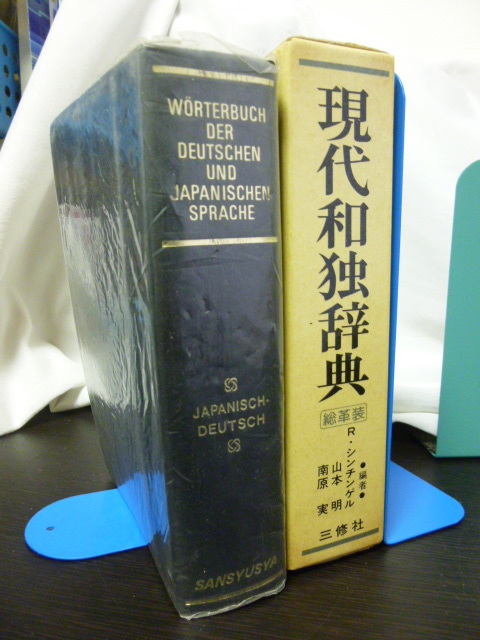 WÖRTERBUCH
DER
DEUTSCHEN
UND
JAPANISCHEN
SPRACHE
JAPANISCH-
DEUTSCH
SANSYUSYA
現代和独辞典
総革装
●編者●
R・シンチンゲル
山本 明
南原 実
三修社